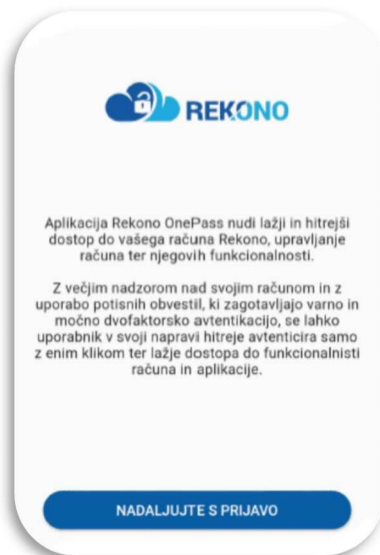 REKONO
Aplikacija Rekono OnePass nudi lažji in hitrejši
dostop do vašega računa Rekono, upravljanje
računa ter njegovih funkcionalnosti.
Z večjim nadzorom nad svojim računom in z
uporabo potisnih obvestil, ki zagotavljajo varno in
močno dvofaktorsko avtentikacijo, se lahko
uporabnik v svoji napravi hitreje avtenticira samo
z enim klikom ter lažje dostopa do funkcionalnisti
računa in aplikacije.
NADALJUJTE S PRIJAVO